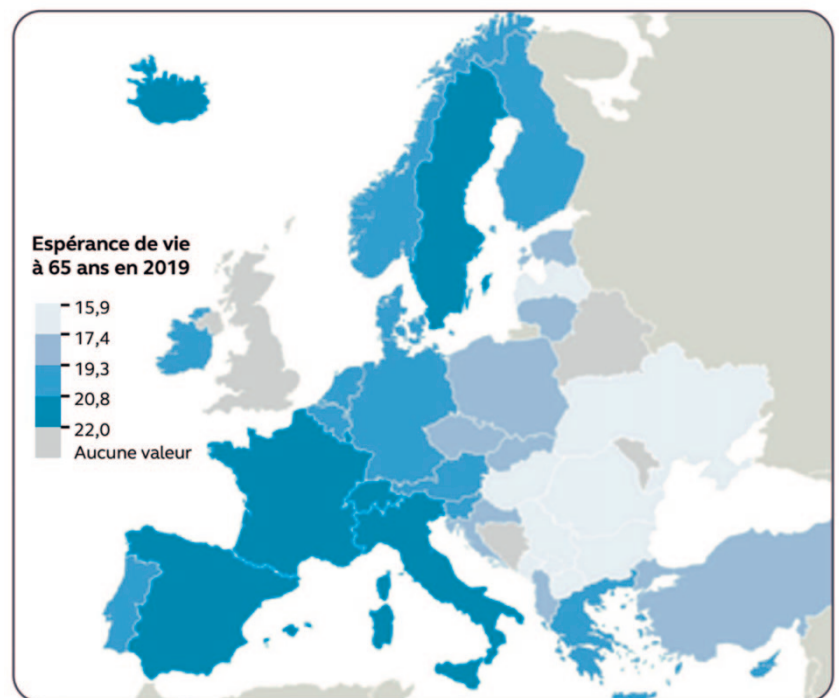 Espérance de vie
à 65 ans en 2019
15,9
17,4
19,3
20,8
22,0
Aucune valeur